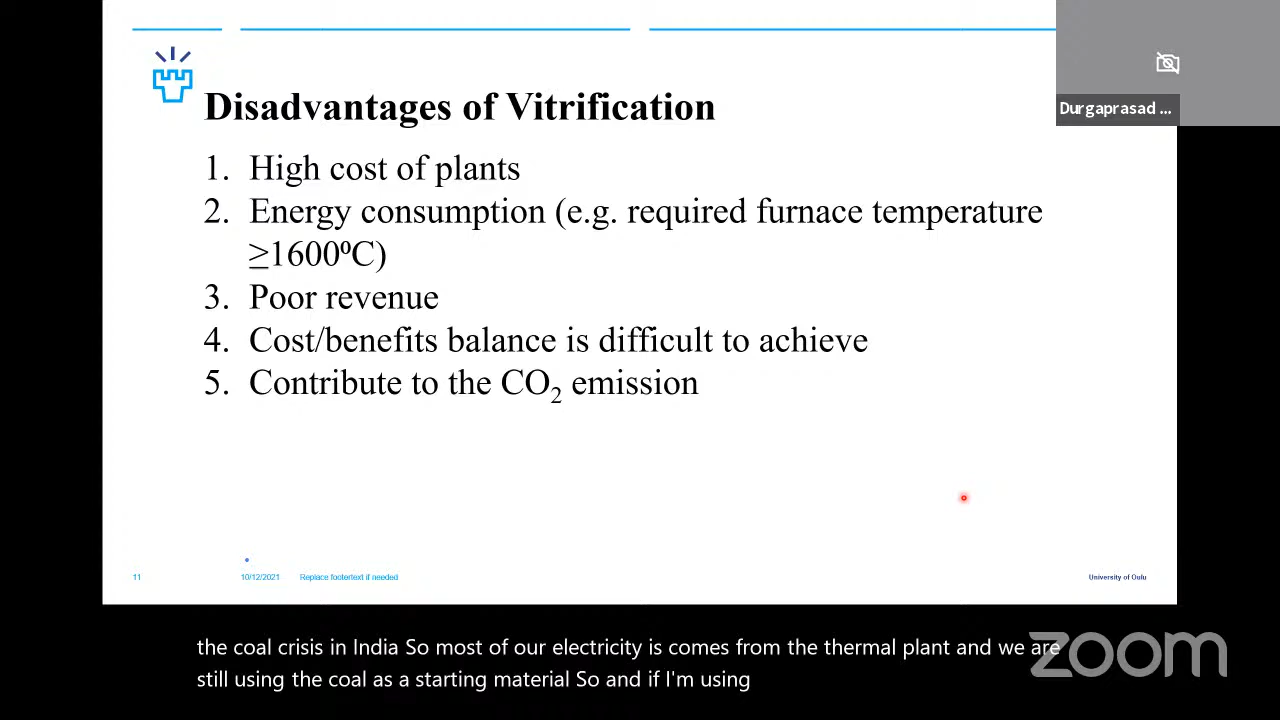 Disadvantages of Vitrification
Durgaprasad ...
1. High cost of plants
2. Energy consumption (e.g. required furnace temperature
≥1600⁰C)
3. Poor revenue
4. Cost/benefits balance is difficult to achieve
5. Contribute to the CO₂ emission
11 10/12/2021 Replace footertext if needed University of Oulu
the coal crisis in India So most of our electricity is comes from the thermal plant and we are
still using the coal as a starting material So and if I'm using
zoom